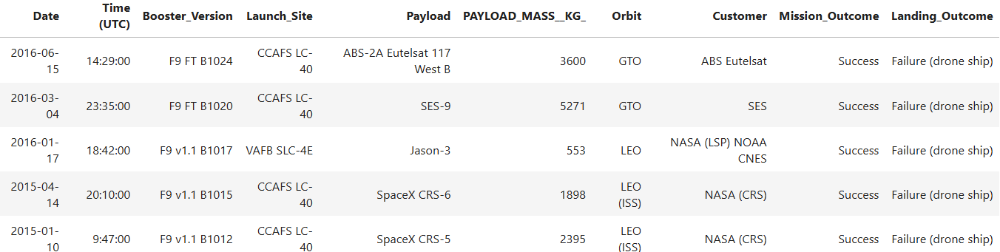 Date Time (UTC) Booster_Version Launch_Site Payload PAYLOAD_MASS__KG_ Orbit Customer Mission_Outcome Landing_Outcome
2016-06-15 14:29:00 F9 FT B1024 CCAFS LC-40 ABS-2A Eutelsat 117 West B 3600 GTO ABS Eutelsat Success Failure (drone ship)
2016-03-04 23:35:00 F9 FT B1020 CCAFS LC-40 SES-9 5271 GTO SES Success Failure (drone ship)
2016-01-17 18:42:00 F9 v1.1 B1017 VAFB SLC-4E Jason-3 553 LEO NASA (LSP) NOAA CNES Success Failure (drone ship)
2015-04-14 20:10:00 F9 v1.1 B1015 CCAFS LC-40 SpaceX CRS-6 1898 LEO (ISS) NASA (CRS) Success Failure (drone ship)
2015-01-10 9:47:00 F9 v1.1 B1012 CCAFS LC-40 SpaceX CRS-5 2395 LEO (ISS) NASA (CRS) Success Failure (drone ship)